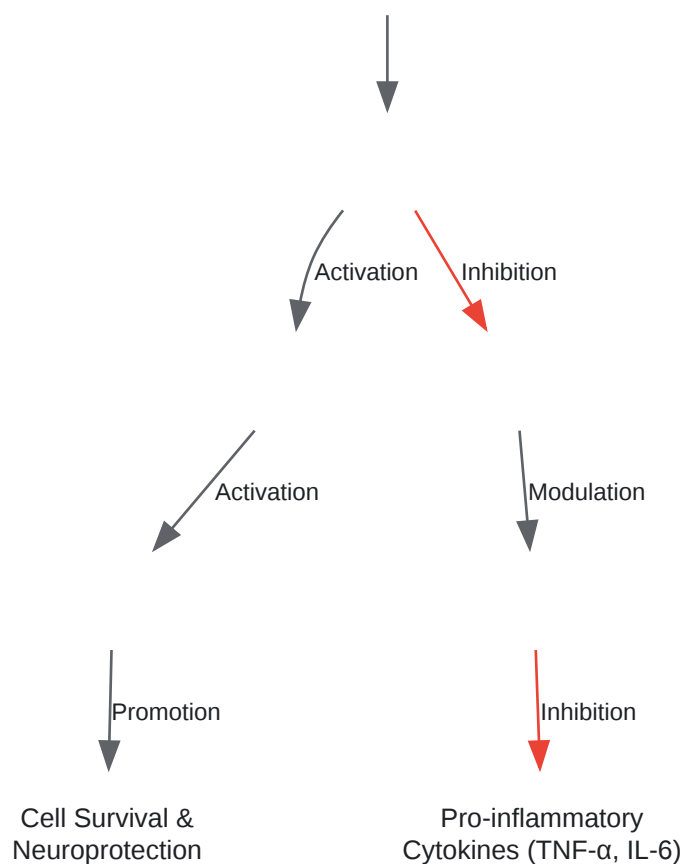 Activation
Inhibition
Activation
Modulation
Promotion
Inhibition
Cell Survival &
Neuroprotection
Pro-inflammatory
Cytokines (TNF-α, IL-6)